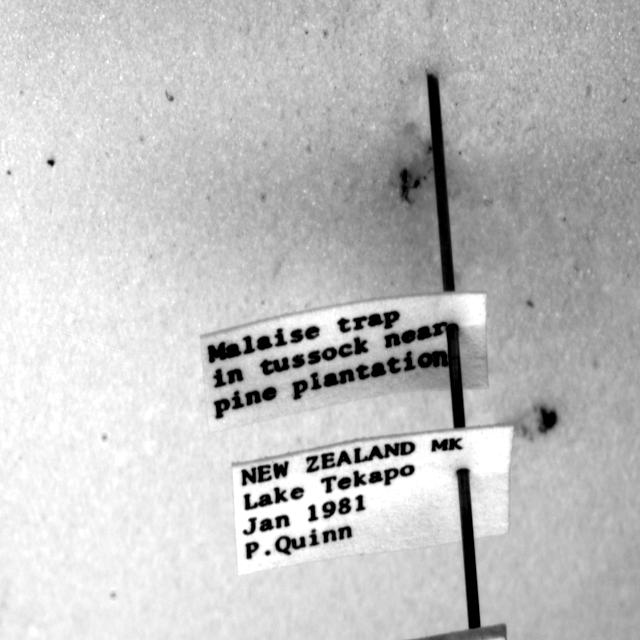 Malaise trap
in tussock near
pine plantation
NEW ZEALAND MK
Lake Tekapo
Jan 1981
P.Quinn